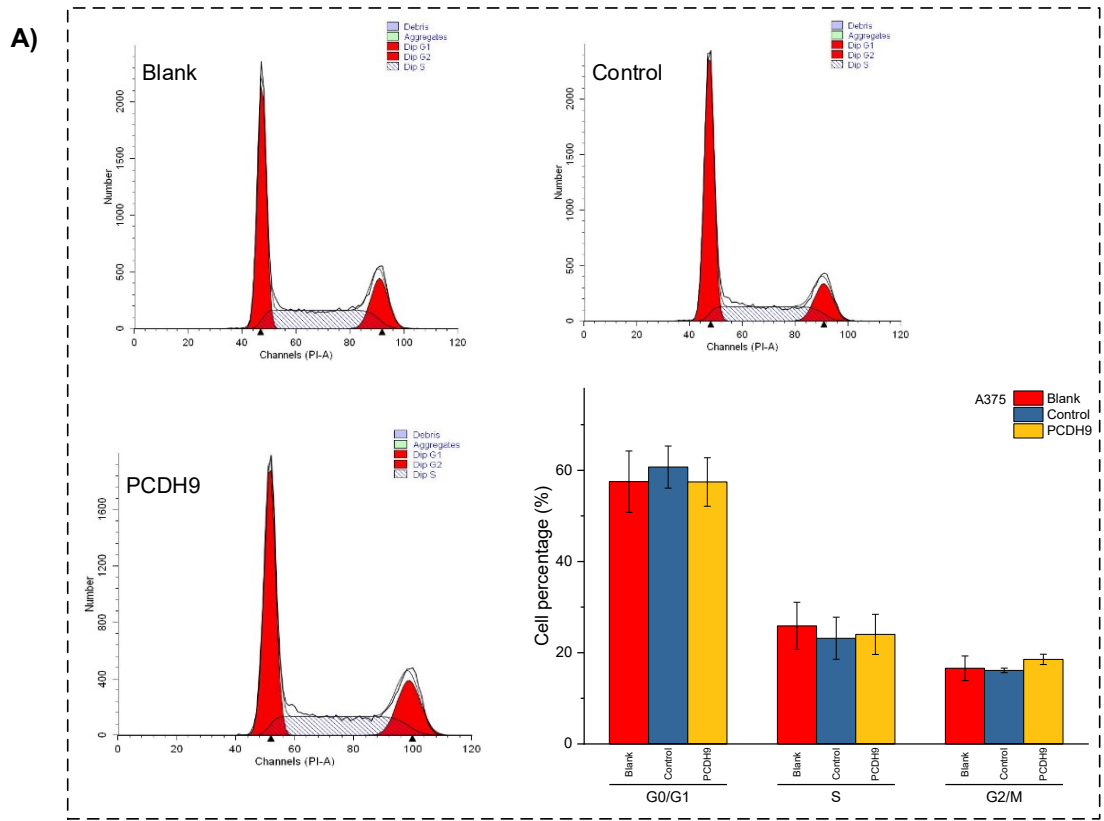 A)
Blank
Debris
Aggregates
Dip G1
Dip G2
Dip S
Number
0 500 1000 1500 2000
0 20 40 60 80 100 120
Channels (PI-A)
Control
Debris
Aggregates
Dip G1
Dip G2
Dip S
Number
0 500 1000 1500 2000
0 20 40 60 80 100 120
Channels (PI-A)
PCDH9
Debris
Aggregates
Dip G1
Dip G2
Dip S
Number
0 400 800 1200 1600
0 20 40 60 80 100 120
Channels (PI-A)
A375 Blank
Control
PCDH9
Cell percentage (%)
60
40
20
0
Blank Control PCDH9 Blank Control PCDH9 Blank Control PCDH9
G0/G1 S G2/M